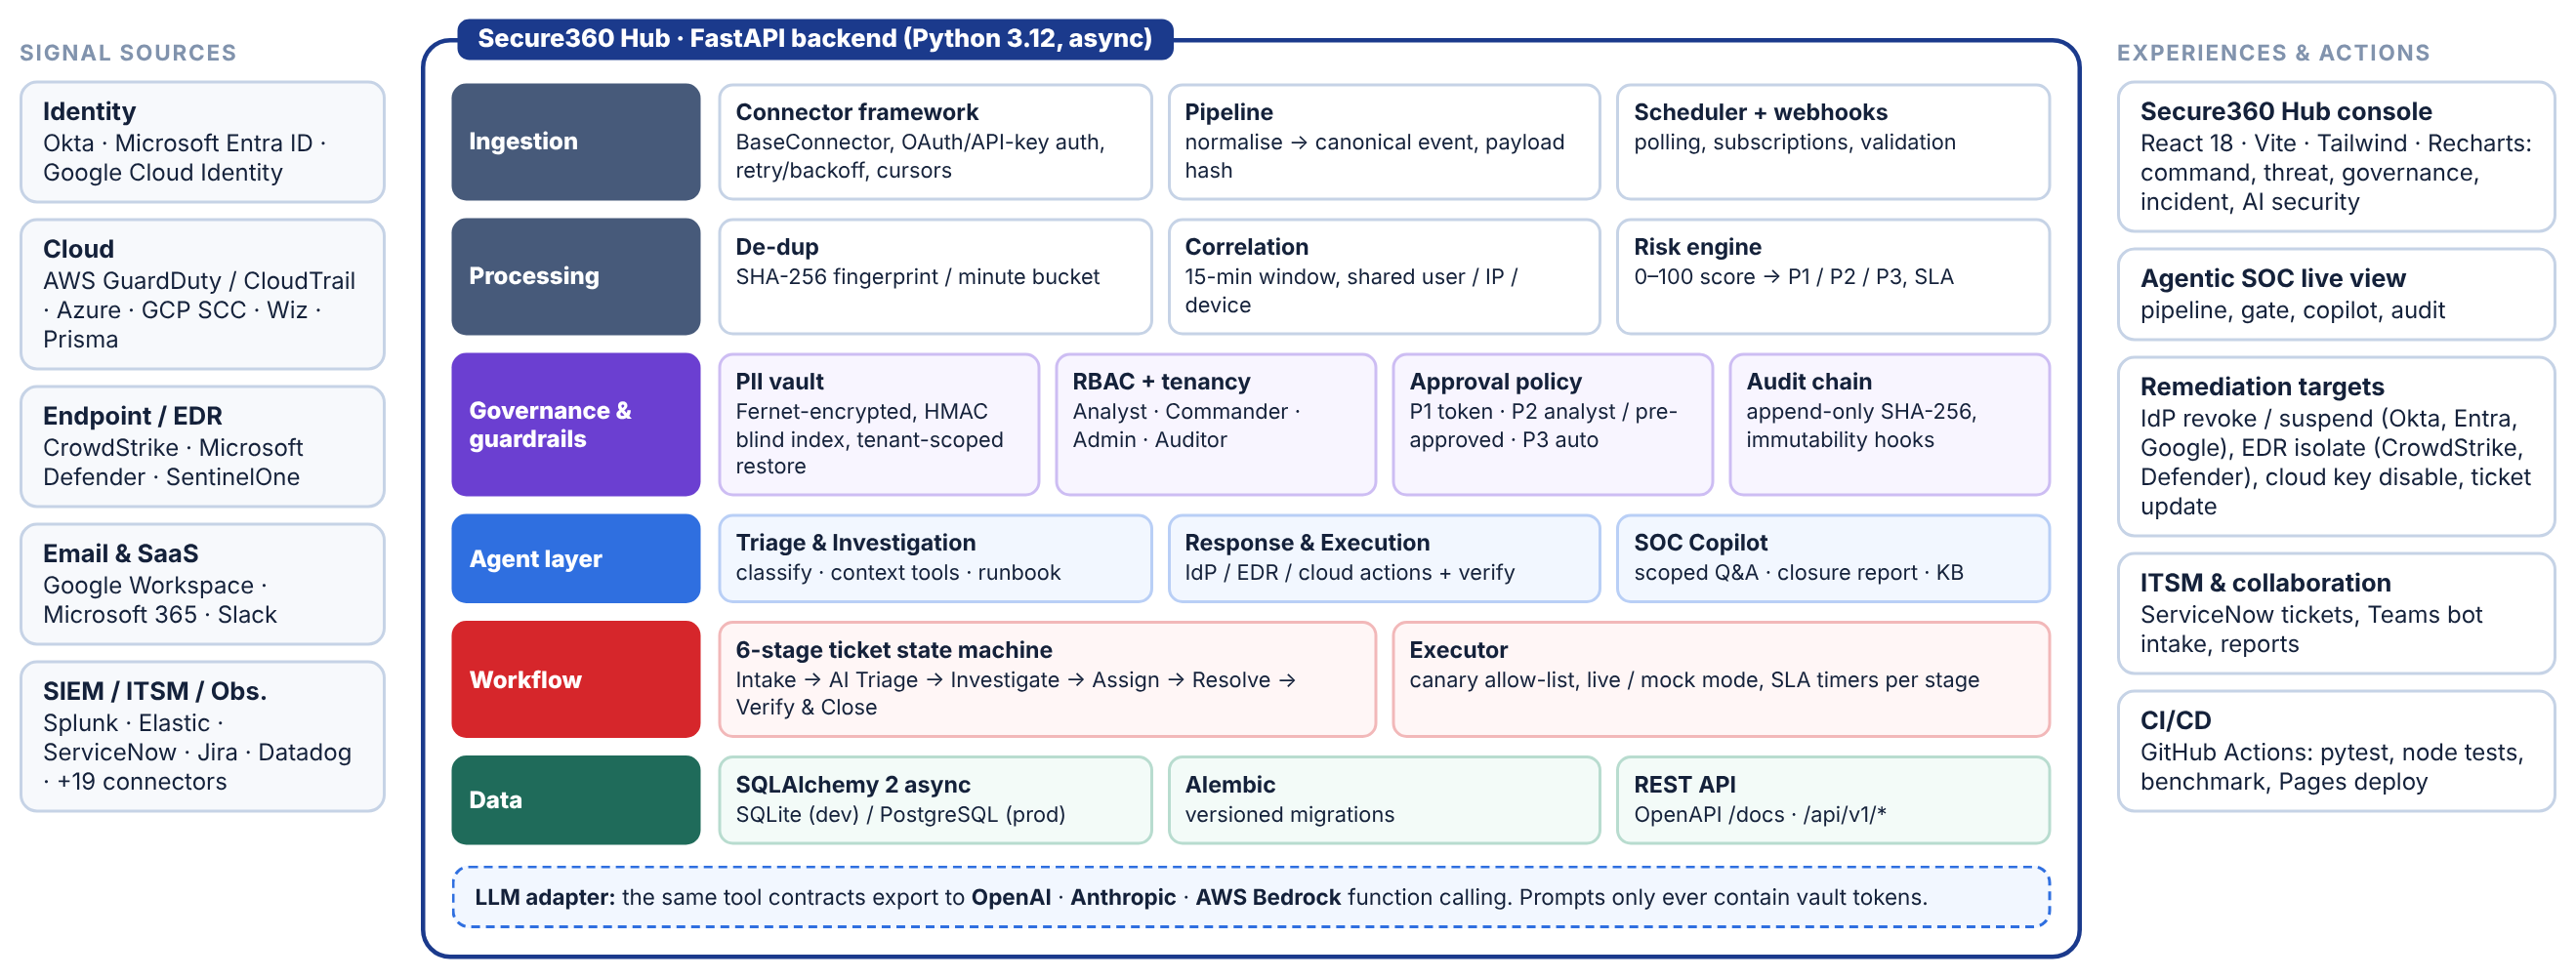 SIGNAL SOURCES
Identity
Okta · Microsoft Entra ID ·
Google Cloud Identity
Cloud
AWS GuardDuty / CloudTrail
· Azure · GCP SCC · Wiz ·
Prisma
Endpoint / EDR
CrowdStrike · Microsoft
Defender · SentinelOne
Email & SaaS
Google Workspace ·
Microsoft 365 · Slack
SIEM / ITSM / Obs.
Splunk · Elastic ·
ServiceNow · Jira · Datadog
· +19 connectors
Secure360 Hub · FastAPI backend (Python 3.12, async)
Ingestion
Connector framework
BaseConnector, OAuth/API-key auth,
retry/backoff, cursors
Pipeline
normalise → canonical event, payload
hash
Scheduler + webhooks
polling, subscriptions, validation
Processing
De-dup
SHA-256 fingerprint / minute bucket
Correlation
15-min window, shared user / IP /
device
Risk engine
0–100 score → P1 / P2 / P3, SLA
Governance &
guardrails
PII vault
Fernet-encrypted, HMAC
blind index, tenant-scoped
restore
RBAC + tenancy
Analyst · Commander ·
Admin · Auditor
Approval policy
P1 token · P2 analyst / pre-
approved · P3 auto
Audit chain
append-only SHA-256,
immutability hooks
Agent layer
Triage & Investigation
classify · context tools · runbook
Response & Execution
IdP / EDR / cloud actions + verify
SOC Copilot
scoped Q&A · closure report · KB
Workflow
6-stage ticket state machine
Intake → AI Triage → Investigate → Assign → Resolve →
Verify & Close
Executor
canary allow-list, live / mock mode, SLA timers per stage
Data
SQLAlchemy 2 async
SQLite (dev) / PostgreSQL (prod)
Alembic
versioned migrations
REST API
OpenAPI /docs · /api/v1/*
LLM adapter: the same tool contracts export to OpenAI · Anthropic · AWS Bedrock function calling. Prompts only ever contain vault tokens.
EXPERIENCES & ACTIONS
Secure360 Hub console
React 18 · Vite · Tailwind · Recharts:
command, threat, governance,
incident, AI security
Agentic SOC live view
pipeline, gate, copilot, audit
Remediation targets
IdP revoke / suspend (Okta, Entra,
Google), EDR isolate (CrowdStrike,
Defender), cloud key disable, ticket
update
ITSM & collaboration
ServiceNow tickets, Teams bot
intake, reports
CI/CD
GitHub Actions: pytest, node tests,
benchmark, Pages deploy